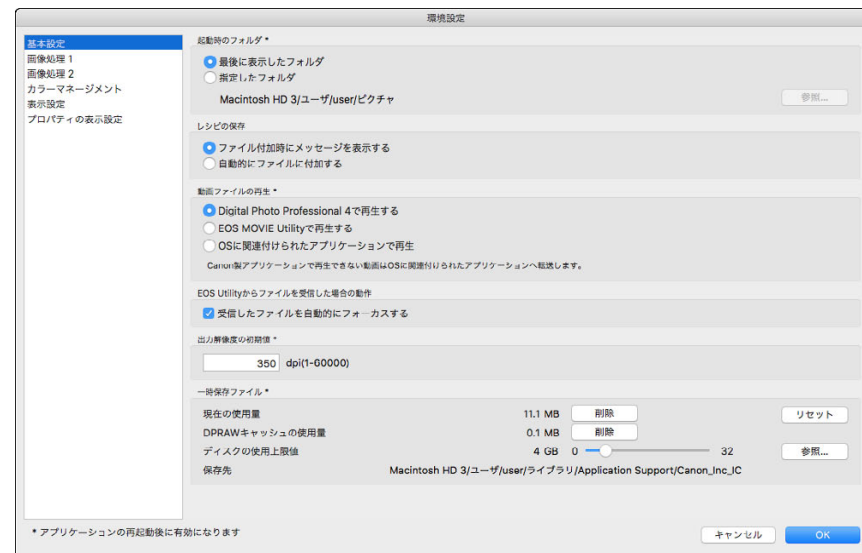 環境設定
基本設定
画像処理 1
画像処理 2
カラーマネージメント
表示設定
プロパティの表示設定
起動時のフォルダ *
最後に表示したフォルダ
指定したフォルダ
Macintosh HD 3/ユーザ/user/ピクチャ
参照...
レシピの保存
ファイル付加時にメッセージを表示する
自動的にファイルに付加する
動画ファイルの再生 *
Digital Photo Professional 4で再生する
EOS MOVIE Utilityで再生する
OSに関連付けられたアプリケーションで再生
Canon製アプリケーションで再生できない動画はOSに関連付けられたアプリケーションへ転送します。
EOS Utilityからファイルを受信した場合の動作
受信したファイルを自動的にフォーカスする
出力解像度の初期値 *
350 dpi(1-60000)
一時保存ファイル *
現在の使用量 11.1 MB 削除 リセット
DPRAWキャッシュの使用量 0.1 MB 削除
ディスクの使用上限値 4 GB 0 32 参照...
保存先 Macintosh HD 3/ユーザ/user/ライブラリ/Application Support/Canon_Inc_IC
* アプリケーションの再起動後に有効になります
キャンセル OK